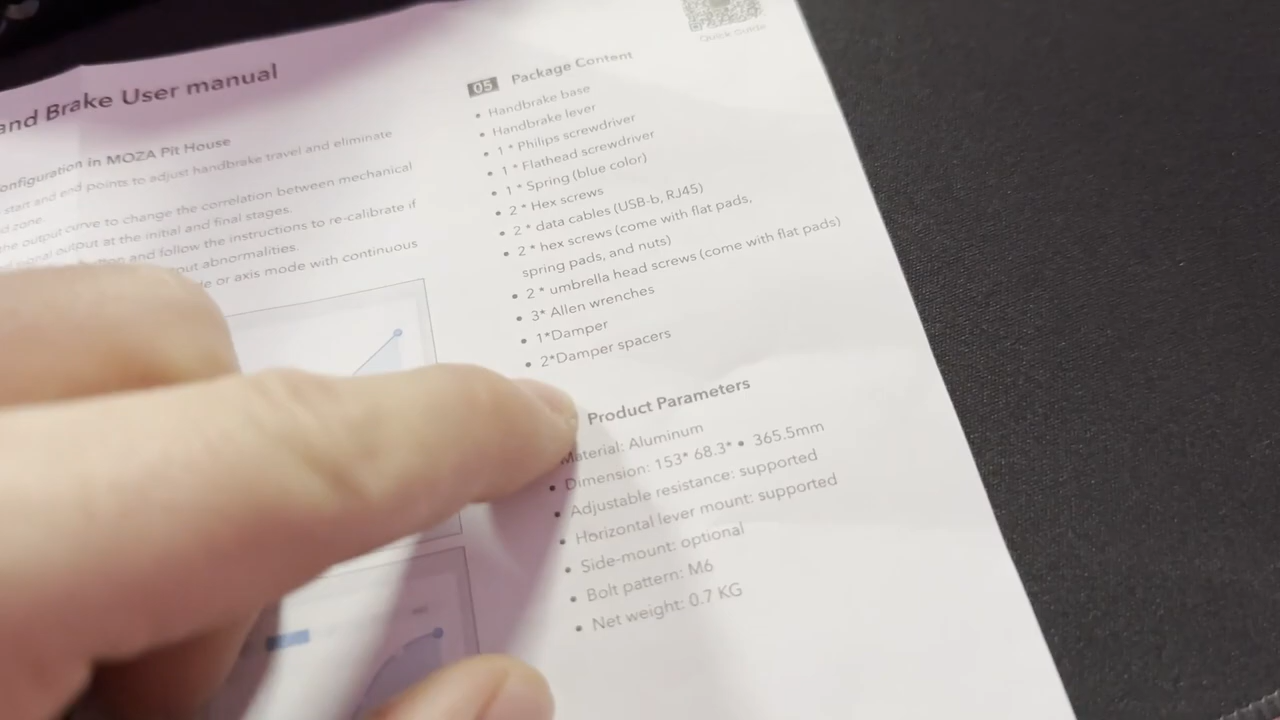 and Brake User manual
onfiguration in MOZA Pit House
start and end points to adjust handbrake travel and eliminate
d zone.
the output curve to change the correlation between mechanical
output at the initial and final stages.
and follow the instructions to re-calibrate if
abnormalities.
or axis mode with continuous
Quick Guide
05 Package Content
• Handbrake base
• Handbrake lever
• 1 * Philips screwdriver
• 1 * Flathead screwdriver
• 1 * Spring (blue color)
• 2 * Hex screws
• 2 * data cables (USB-b, RJ45)
• 2 * hex screws (come with flat pads,
spring pads, and nuts)
• 2 * umbrella head screws (come with flat pads)
• 3* Allen wrenches
• 1*Damper
• 2*Damper spacers
Product Parameters
Material: Aluminum
• Dimension: 153* 68.3* • 365.5mm
• Adjustable resistance: supported
• Horizontal lever mount: supported
• Side-mount: optional
• Bolt pattern: M6
• Net weight: 0.7 KG